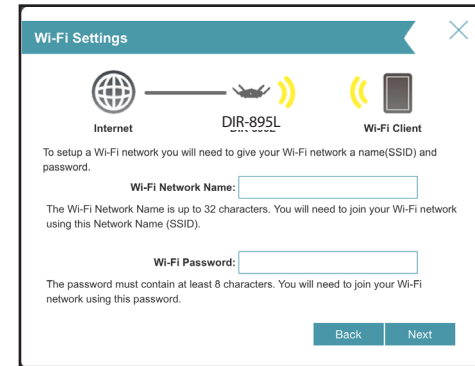 Wi-Fi Settings
Internet
DIR-895L
Wi-Fi Client
To setup a Wi-Fi network you will need to give your Wi-Fi network a name(SSID) and
password.
Wi-Fi Network Name:
The Wi-Fi Network Name is up to 32 characters. You will need to join your Wi-Fi network
using this Network Name (SSID).
Wi-Fi Password:
The password must contain at least 8 characters. You will need to join your Wi-Fi
network using this password.
Back
Next